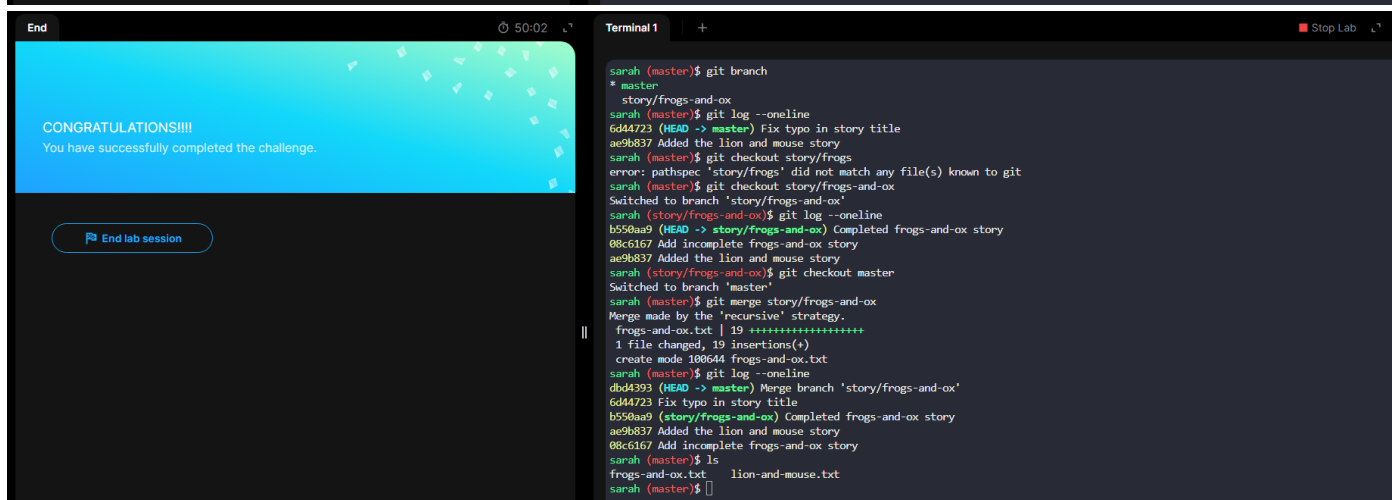 End
50:02
CONGRATULATIONS!!!!
You have successfully completed the challenge.
End lab session
Terminal 1 +
Stop Lab
sarah (master)$ git branch
* master
  story/frogs-and-ox
sarah (master)$ git log --oneline
6d44723 (HEAD -> master) Fix typo in story title
ae9b837 Added the lion and mouse story
sarah (master)$ git checkout story/frogs
error: pathspec 'story/frogs' did not match any file(s) known to git
sarah (master)$ git checkout story/frogs-and-ox
Switched to branch 'story/frogs-and-ox'
sarah (story/frogs-and-ox)$ git log --oneline
b550aa9 (HEAD -> story/frogs-and-ox) Completed frogs-and-ox story
08c6167 Add incomplete frogs-and-ox story
ae9b837 Added the lion and mouse story
sarah (story/frogs-and-ox)$ git checkout master
Switched to branch 'master'
sarah (master)$ git merge story/frogs-and-ox
Merge made by the 'recursive' strategy.
 frogs-and-ox.txt | 19 +++++++++++++++++++
 1 file changed, 19 insertions(+)
 create mode 100644 frogs-and-ox.txt
sarah (master)$ git log --oneline
dbd4393 (HEAD -> master) Merge branch 'story/frogs-and-ox'
6d44723 Fix typo in story title
b550aa9 (story/frogs-and-ox) Completed frogs-and-ox story
ae9b837 Added the lion and mouse story
08c6167 Add incomplete frogs-and-ox story
sarah (master)$ ls
frogs-and-ox.txt    lion-and-mouse.txt
sarah (master)$